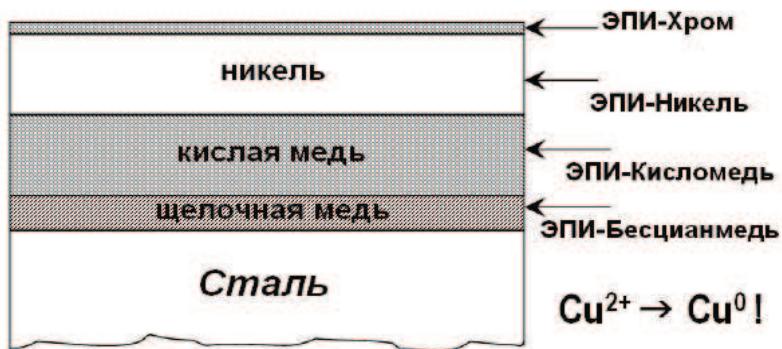 ЭПИ-Хром
никель
ЭПИ-Никель
кислая медь
ЭПИ-Кисломедь
щелочная медь
ЭПИ-Бесцианмедь
Сталь
Cu²⁺ → Cu⁰ !